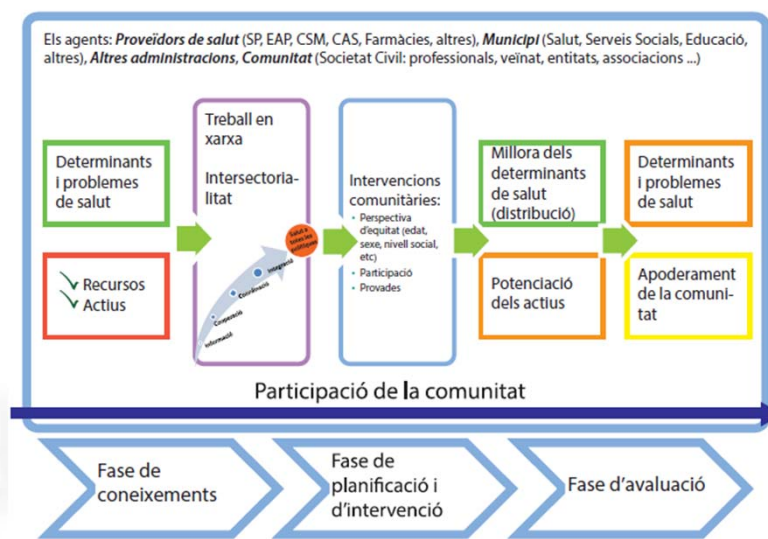 Els agents: Proveïdors de salut (SP, EAP, CSM, CAS, Farmàcies, altres), Municipi (Salut, Serveis Socials, Educació,
altres), Altres administracions, Comunitat (Societat Civil: professionals, veïnat, entitats, associacions ...)
Determinants
i problemes
de salut
Recursos
Actius
Treball en
xarxa
Intersectoria-
litat
Salut a
totes les
polítiques
Integració
Coordinació
Cooperació
Informació
Intervencions
comunitàries:
• Perspectiva
d'equitat (edat,
sexe, nivell social,
etc)
• Participació
• Provades
Millora dels
determinants
de salut
(distribució)
Potenciació
dels actius
Determinants
i problemes
de salut
Apoderament
de la comuni-
tat
Participació de la comunitat
Fase de
coneixements
Fase de
planificació i
d'intervenció
Fase d'avaluació